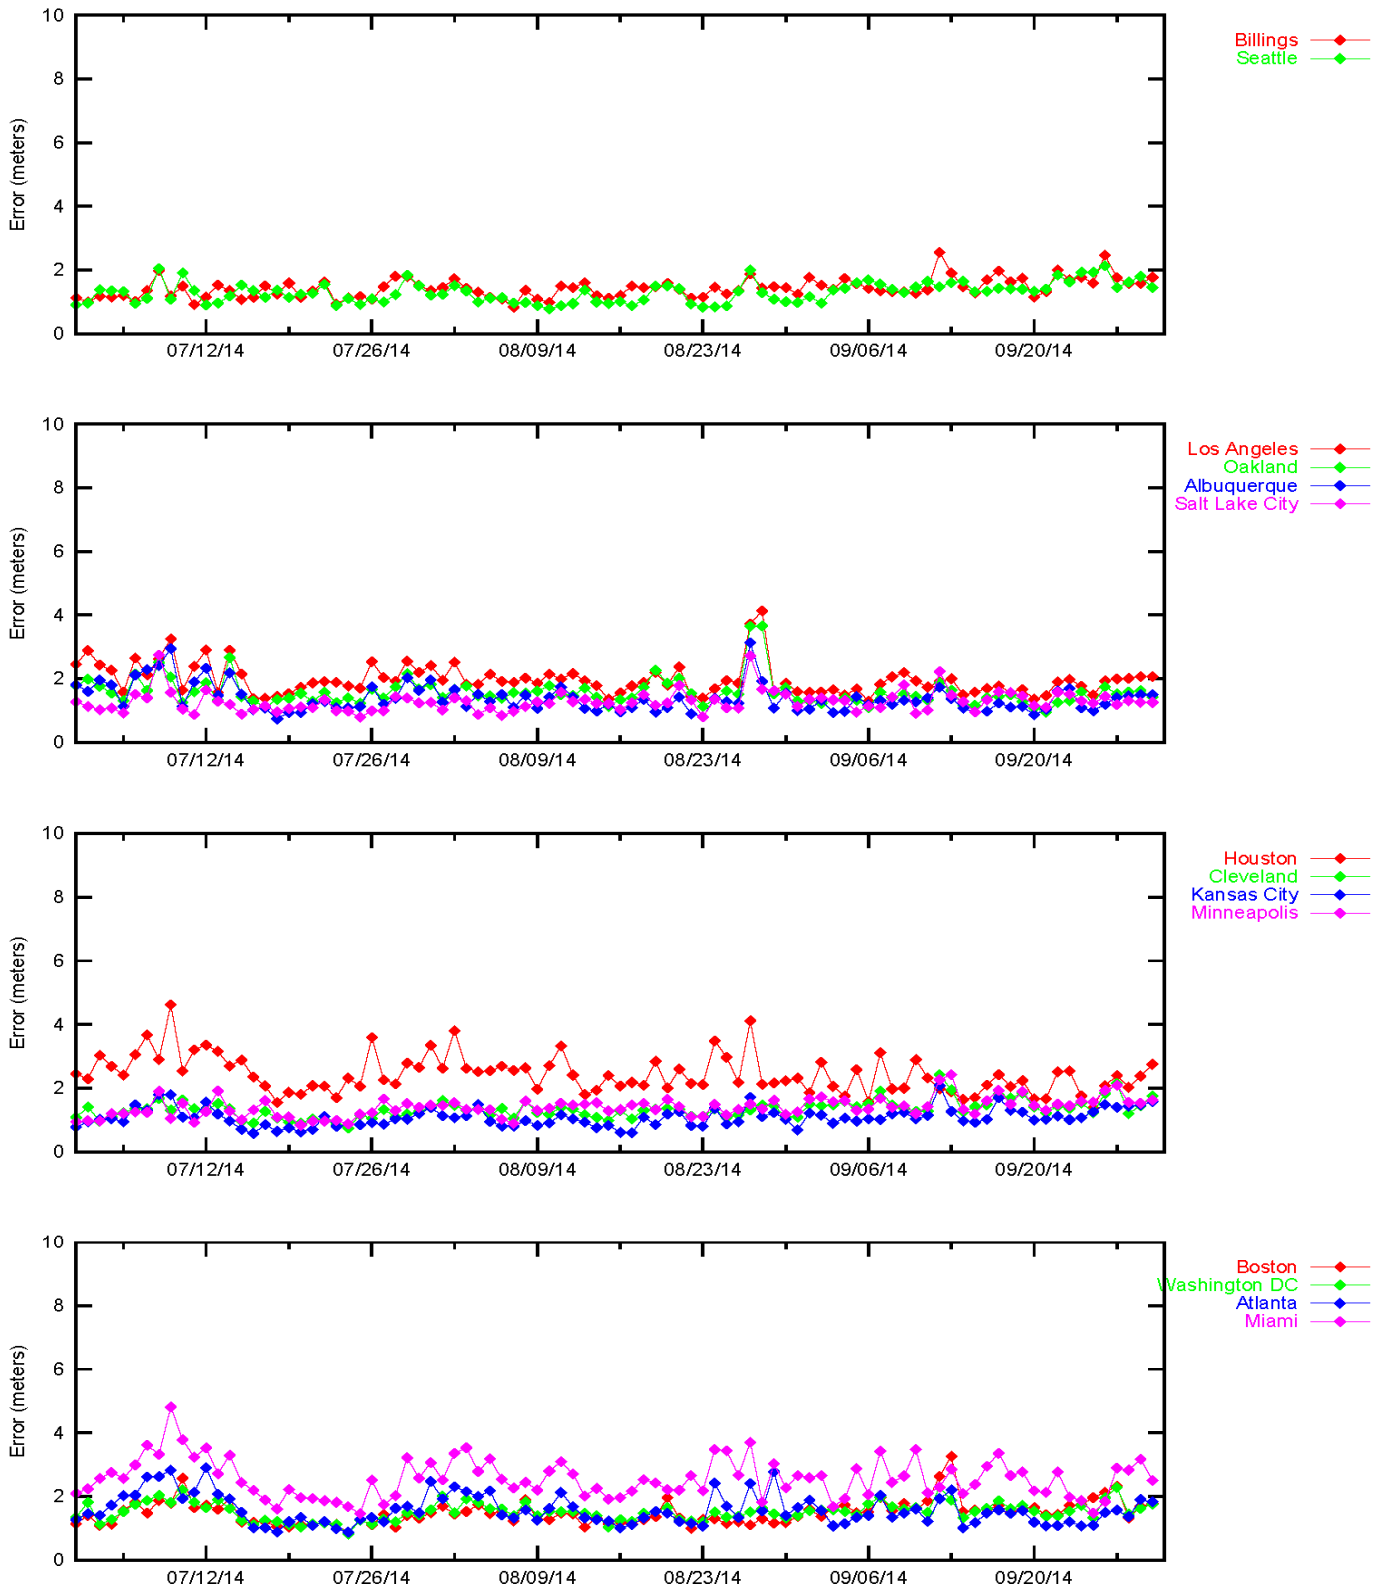 10
8
6
4
2
0
Error (meters)
07/12/14 07/26/14 08/09/14 08/23/14 09/06/14 09/20/14
Billings
Seattle
10
8
6
4
2
0
Error (meters)
07/12/14 07/26/14 08/09/14 08/23/14 09/06/14 09/20/14
Los Angeles
Oakland
Albuquerque
Salt Lake City
10
8
6
4
2
0
Error (meters)
07/12/14 07/26/14 08/09/14 08/23/14 09/06/14 09/20/14
Houston
Cleveland
Kansas City
Minneapolis
10
8
6
4
2
0
Error (meters)
07/12/14 07/26/14 08/09/14 08/23/14 09/06/14 09/20/14
Boston
Washington DC
Atlanta
Miami